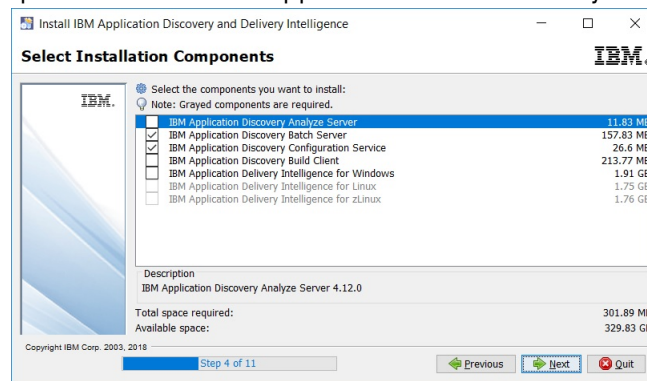 Install IBM Application Discovery and Delivery Intelligence
Select Installation Components
IBM.
IBM.
Select the components you want to install:
Note: Grayed components are required.
IBM Application Discovery Analyze Server 11.83 MB
IBM Application Discovery Batch Server 157.83 MB
IBM Application Discovery Configuration Service 26.6 MB
IBM Application Discovery Build Client 213.77 MB
IBM Application Delivery Intelligence for Windows 1.91 GB
IBM Application Delivery Intelligence for Linux 1.75 GB
IBM Application Delivery Intelligence for zLinux 1.76 GB
Description
IBM Application Discovery Analyze Server 4.12.0
Total space required: 301.89 M
Available space: 329.83 G
Copyright IBM Corp. 2003, 2018
Step 4 of 11
Previous
Next
Quit